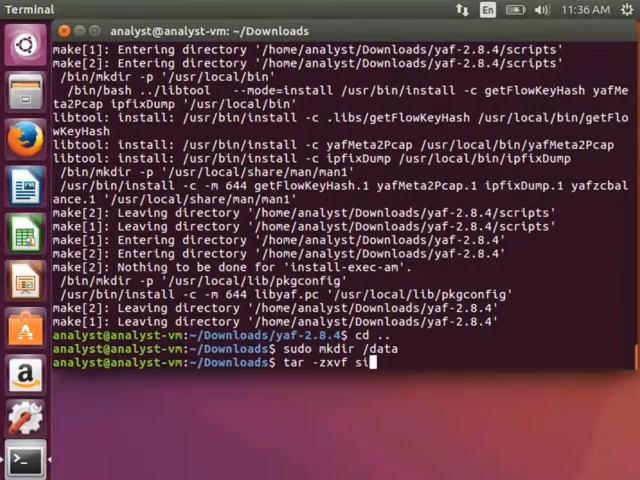 Terminal
En
11:36 AM
analyst@analyst-vm: ~/Downloads
make[1]: Entering directory '/home/analyst/Downloads/yaf-2.8.4/scripts'
make[2]: Entering directory '/home/analyst/Downloads/yaf-2.8.4/scripts'
 /bin/mkdir -p '/usr/local/bin'
 /bin/bash ../libtool   --mode=install /usr/bin/install -c getFlowKeyHash yafMe
ta2Pcap ipfixDump '/usr/local/bin'
libtool: install: /usr/bin/install -c .libs/getFlowKeyHash /usr/local/bin/getFlo
wKeyHash
libtool: install: /usr/bin/install -c yafMeta2Pcap /usr/local/bin/yafMeta2Pcap
libtool: install: /usr/bin/install -c ipfixDump /usr/local/bin/ipfixDump
 /bin/mkdir -p '/usr/local/share/man/man1'
 /usr/bin/install -c -m 644 getFlowKeyHash.1 yafMeta2Pcap.1 ipfixDump.1 yafzcbal
ance.1 '/usr/local/share/man/man1'
make[2]: Leaving directory '/home/analyst/Downloads/yaf-2.8.4/scripts'
make[1]: Leaving directory '/home/analyst/Downloads/yaf-2.8.4/scripts'
make[1]: Entering directory '/home/analyst/Downloads/yaf-2.8.4'
make[2]: Entering directory '/home/analyst/Downloads/yaf-2.8.4'
make[2]: Nothing to be done for 'install-exec-am'.
 /bin/mkdir -p '/usr/local/lib/pkgconfig'
 /usr/bin/install -c -m 644 libyaf.pc '/usr/local/lib/pkgconfig'
make[2]: Leaving directory '/home/analyst/Downloads/yaf-2.8.4'
make[1]: Leaving directory '/home/analyst/Downloads/yaf-2.8.4'
analyst@analyst-vm:~/Downloads/yaf-2.8.4$ cd ..
analyst@analyst-vm:~/Downloads$ sudo mkdir /data
analyst@analyst-vm:~/Downloads$ tar -zxvf si